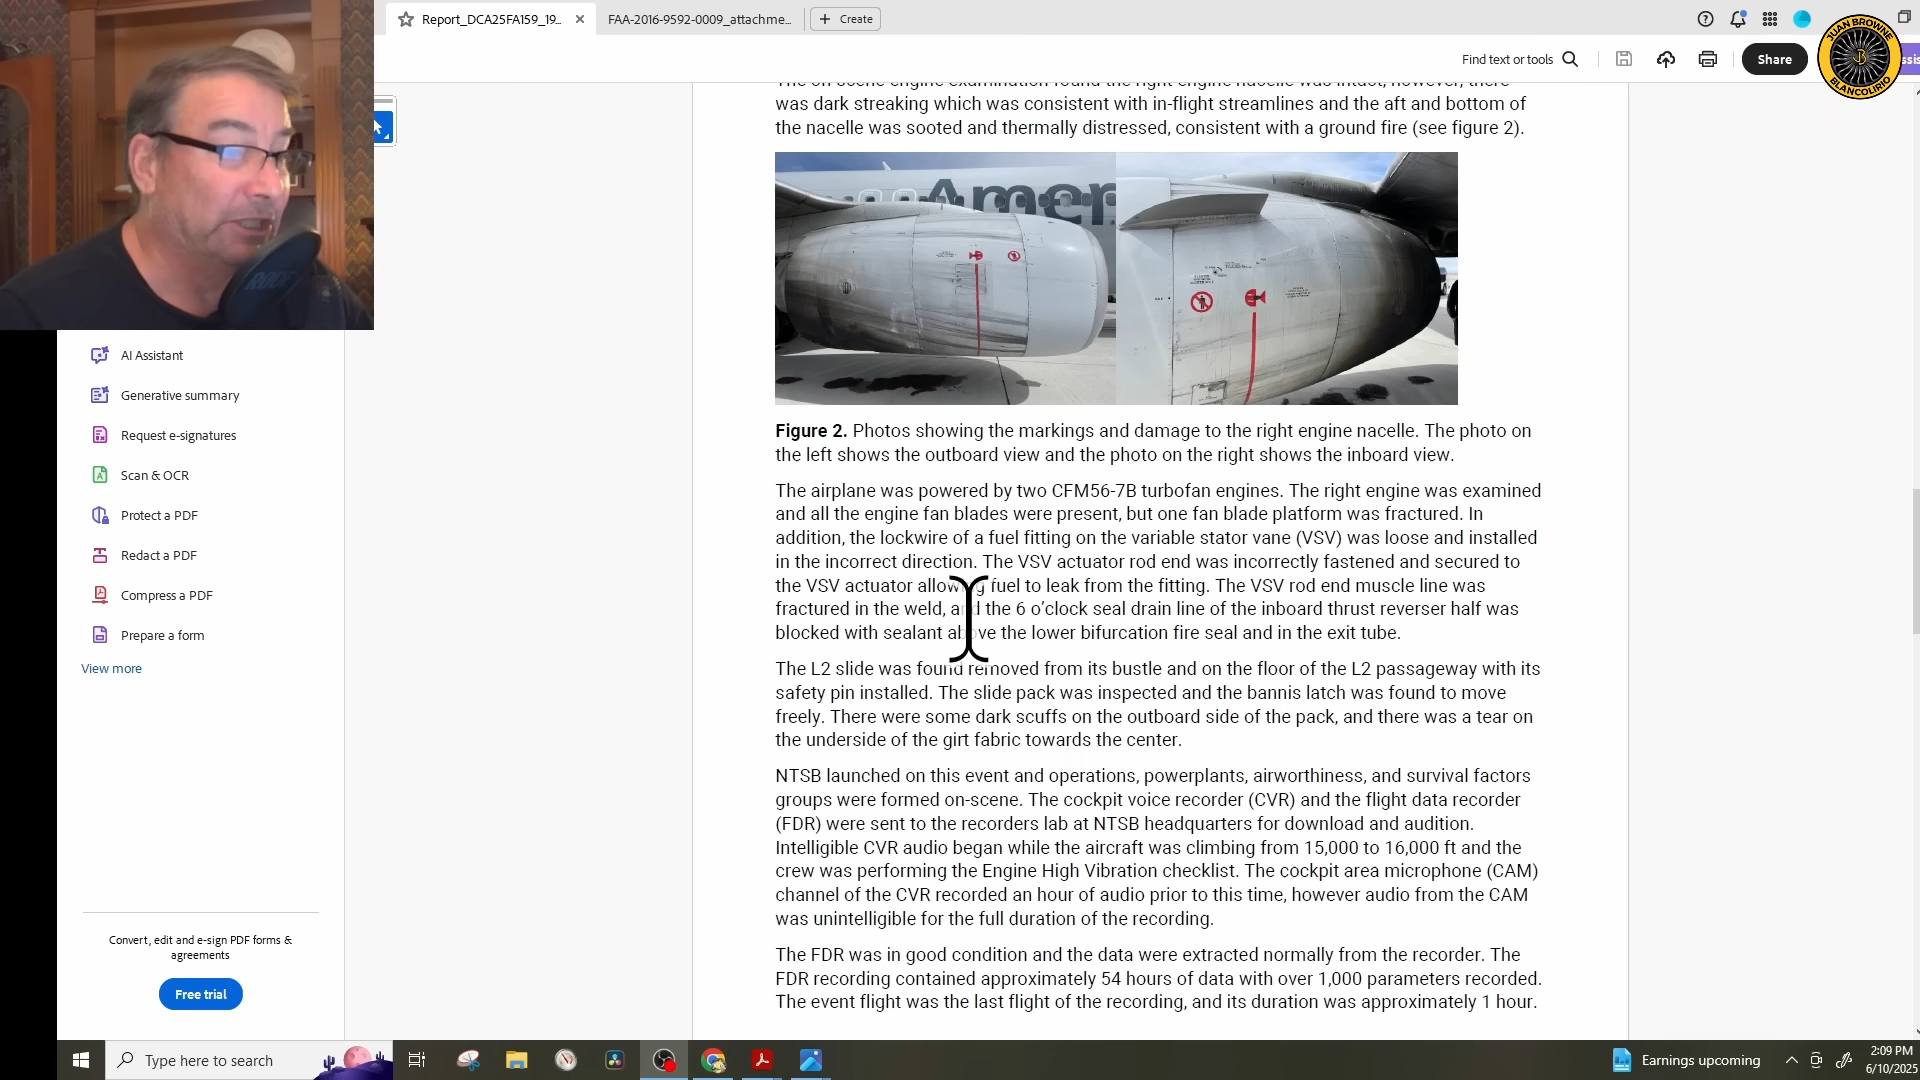 Report_DCA25FA159_19...
FAA-2016-9592-0009_attachme...
Create
Find text or tools
Share
JUAN BROWNE
B
BLANCOLIRIO
was dark streaking which was consistent with in-flight streamlines and the aft and bottom of
the nacelle was sooted and thermally distressed, consistent with a ground fire (see figure 2).
Amer
Figure 2. Photos showing the markings and damage to the right engine nacelle. The photo on
the left shows the outboard view and the photo on the right shows the inboard view.
The airplane was powered by two CFM56-7B turbofan engines. The right engine was examined
and all the engine fan blades were present, but one fan blade platform was fractured. In
addition, the lockwire of a fuel fitting on the variable stator vane (VSV) was loose and installed
in the incorrect direction. The VSV actuator rod end was incorrectly fastened and secured to
the VSV actuator allowing fuel to leak from the fitting. The VSV rod end muscle line was
fractured in the weld, and the 6 o’clock seal drain line of the inboard thrust reverser half was
blocked with sealant above the lower bifurcation fire seal and in the exit tube.
The L2 slide was found removed from its bustle and on the floor of the L2 passageway with its
safety pin installed. The slide pack was inspected and the bannis latch was found to move
freely. There were some dark scuffs on the outboard side of the pack, and there was a tear on
the underside of the girt fabric towards the center.
NTSB launched on this event and operations, powerplants, airworthiness, and survival factors
groups were formed on-scene. The cockpit voice recorder (CVR) and the flight data recorder
(FDR) were sent to the recorders lab at NTSB headquarters for download and audition.
Intelligible CVR audio began while the aircraft was climbing from 15,000 to 16,000 ft and the
crew was performing the Engine High Vibration checklist. The cockpit area microphone (CAM)
channel of the CVR recorded an hour of audio prior to this time, however audio from the CAM
was unintelligible for the full duration of the recording.
The FDR was in good condition and the data were extracted normally from the recorder. The
FDR recording contained approximately 54 hours of data with over 1,000 parameters recorded.
The event flight was the last flight of the recording, and its duration was approximately 1 hour.
AI Assistant
Generative summary
Request e-signatures
Scan & OCR
Protect a PDF
Redact a PDF
Compress a PDF
Prepare a form
View more
Convert, edit and e-sign PDF forms &
agreements
Free trial
Type here to search
Earnings upcoming
2:09 PM
6/10/2025